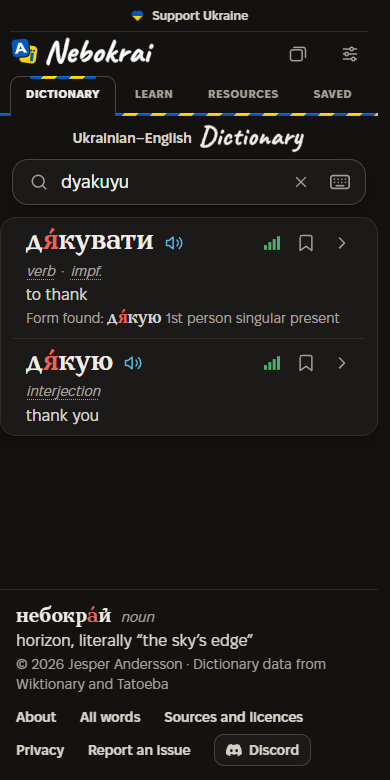 Support Ukraine
Nebokrai
DICTIONARY LEARN RESOURCES SAVED
Ukrainian–English Dictionary
dyakuyu
дя́кувати
verb · impf.
to thank
Form found: дя́кую 1st person singular present
дя́кую
interjection
thank you
небокра́й noun
horizon, literally “the sky’s edge”
© 2026 Jesper Andersson · Dictionary data from
Wiktionary and Tatoeba
About All words Sources and licences
Privacy Report an issue Discord